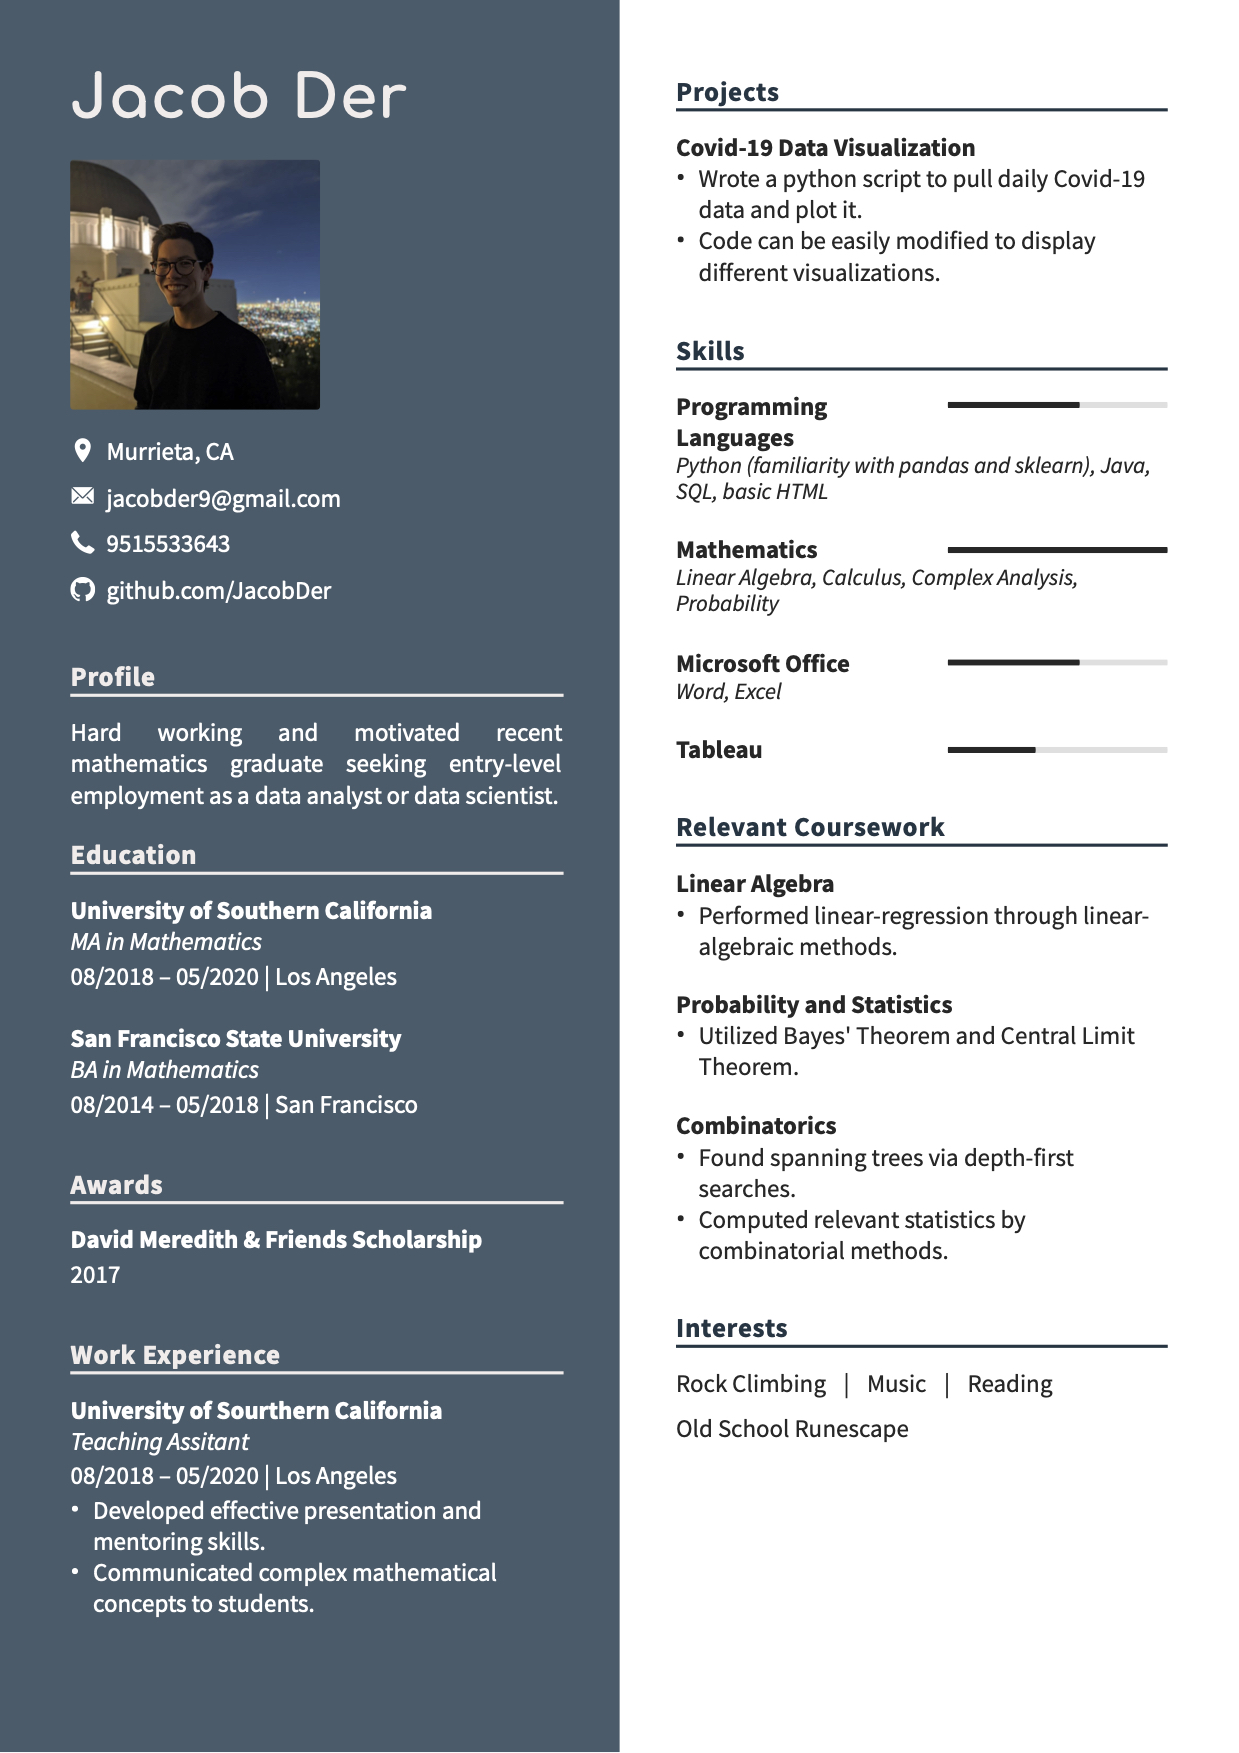 Jacob Der
Murrieta, CA
jacobder9@gmail.com
9515533643
github.com/JacobDer
Profile
Hard working and motivated recent
mathematics graduate seeking entry-level
employment as a data analyst or data scientist.
Education
University of Southern California
MA in Mathematics
08/2018 – 05/2020 | Los Angeles
San Francisco State University
BA in Mathematics
08/2014 – 05/2018 | San Francisco
Awards
David Meredith & Friends Scholarship
2017
Work Experience
University of Sourthern California
Teaching Assitant
08/2018 – 05/2020 | Los Angeles
• Developed effective presentation and
mentoring skills.
• Communicated complex mathematical
concepts to students.
Projects
Covid-19 Data Visualization
• Wrote a python script to pull daily Covid-19
data and plot it.
• Code can be easily modified to display
different visualizations.
Skills
Programming
Languages
Python (familiarity with pandas and sklearn), Java,
SQL, basic HTML
Mathematics
Linear Algebra, Calculus, Complex Analysis,
Probability
Microsoft Office
Word, Excel
Tableau
Relevant Coursework
Linear Algebra
• Performed linear-regression through linear-
algebraic methods.
Probability and Statistics
• Utilized Bayes' Theorem and Central Limit
Theorem.
Combinatorics
• Found spanning trees via depth-first
searches.
• Computed relevant statistics by
combinatorial methods.
Interests
Rock Climbing | Music | Reading
Old School Runescape